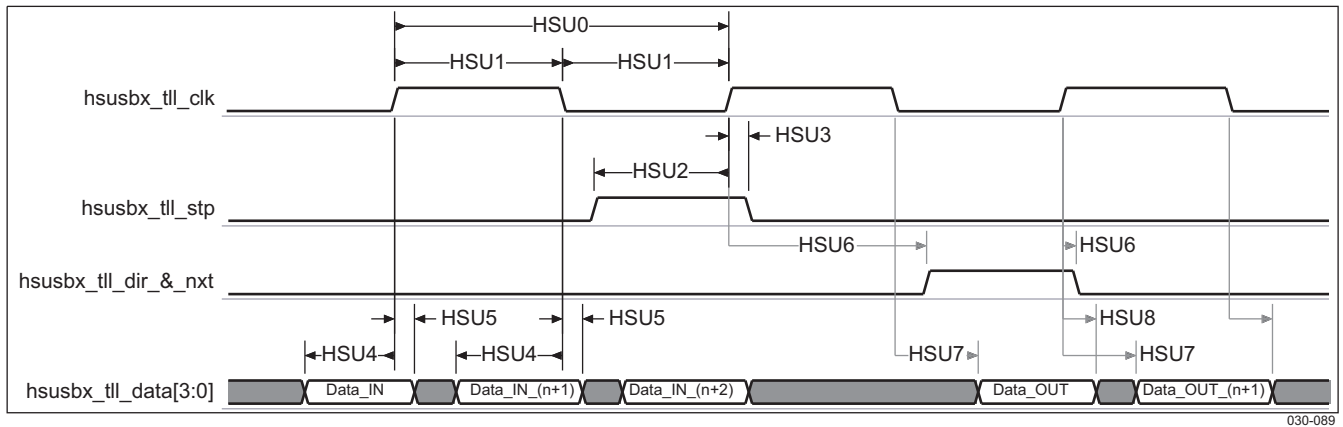 HSU0
HSU1 HSU1
hsusbx_tll_clk
HSU3
HSU2
hsusbx_tll_stp
HSU6 HSU6
hsusbx_tll_dir_&_nxt
HSU5 HSU5 HSU8
HSU4 HSU4 HSU7 HSU7
hsusbx_tll_data[3:0] Data_IN Data_IN_(n+1) Data_IN_(n+2) Data_OUT Data_OUT_(n+1)
030-089